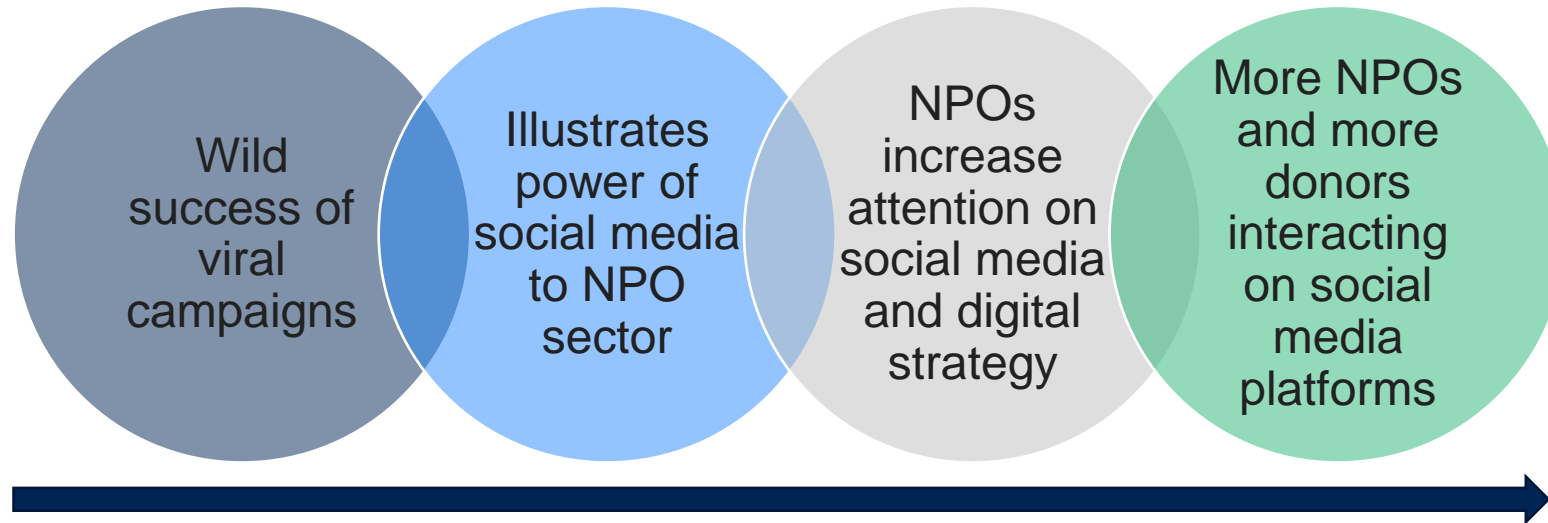 Wild
success of
viral
campaigns
Illustrates
power of
social media
to NPO
sector
NPOs
increase
attention on
social media
and digital
strategy
More NPOs
and more
donors
interacting
on social
media
platforms